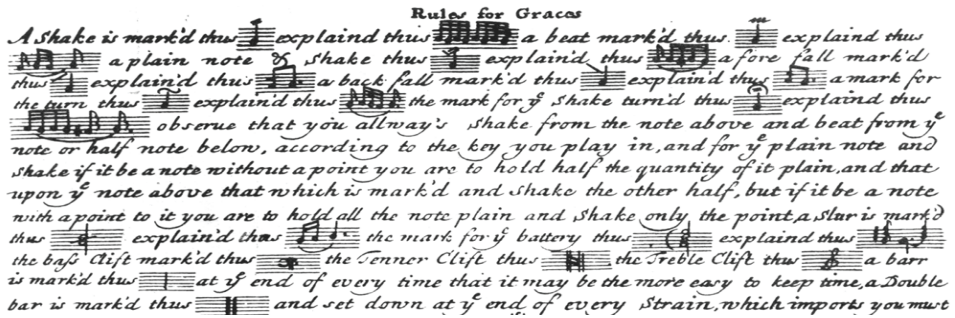 Rules for Graces
A Shake is mark'd thus explaind thus a beat mark'd thus explaind thus
a plain note & Shake thus explain'd thus a fore fall mark'd
thus explain'd thus a back fall mark'd thus explain'd thus a mark for
the turn thus explain'd thus the mark for yᵉ Shake turn'd thus explaind thus
observe that you allway's Shake from the note above and beat from yᵉ
note or half note below, according to the key you play in, and for yᵉ plain note and
Shake if it be a note without a point you are to hold half the quantity of it plain, and that
upon yᵉ note above that which is mark'd and Shake the other half, but if it be a note
with a point to it you are to hold all the note plain and Shake only the point, a Slur is mark'd
thus explain'd thus the mark for yᵉ battery thus explaind thus
the bass Clift mark'd thus the Tenner Clift thus the Treble Clift thus a barr
is mark'd thus at yᵉ end of every time that it may be the more easy to keep time, a Double
bar is mark'd thus and set down at yᵉ end of every Strain, which imports you must